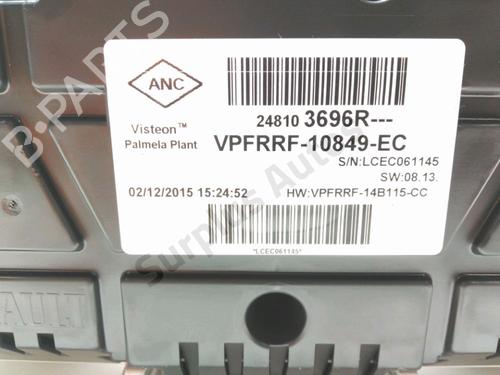 B-PARTS
ANC
Visteon™
Palmela Plant
24810 3696R---
VPFRRF-10849-EC
S/N:LCEC061145
SW:08.13.
02/12/2015 15:24:52
HW:VPFRRF-14B115-CC
*LCEC061145*
Surplus Autos